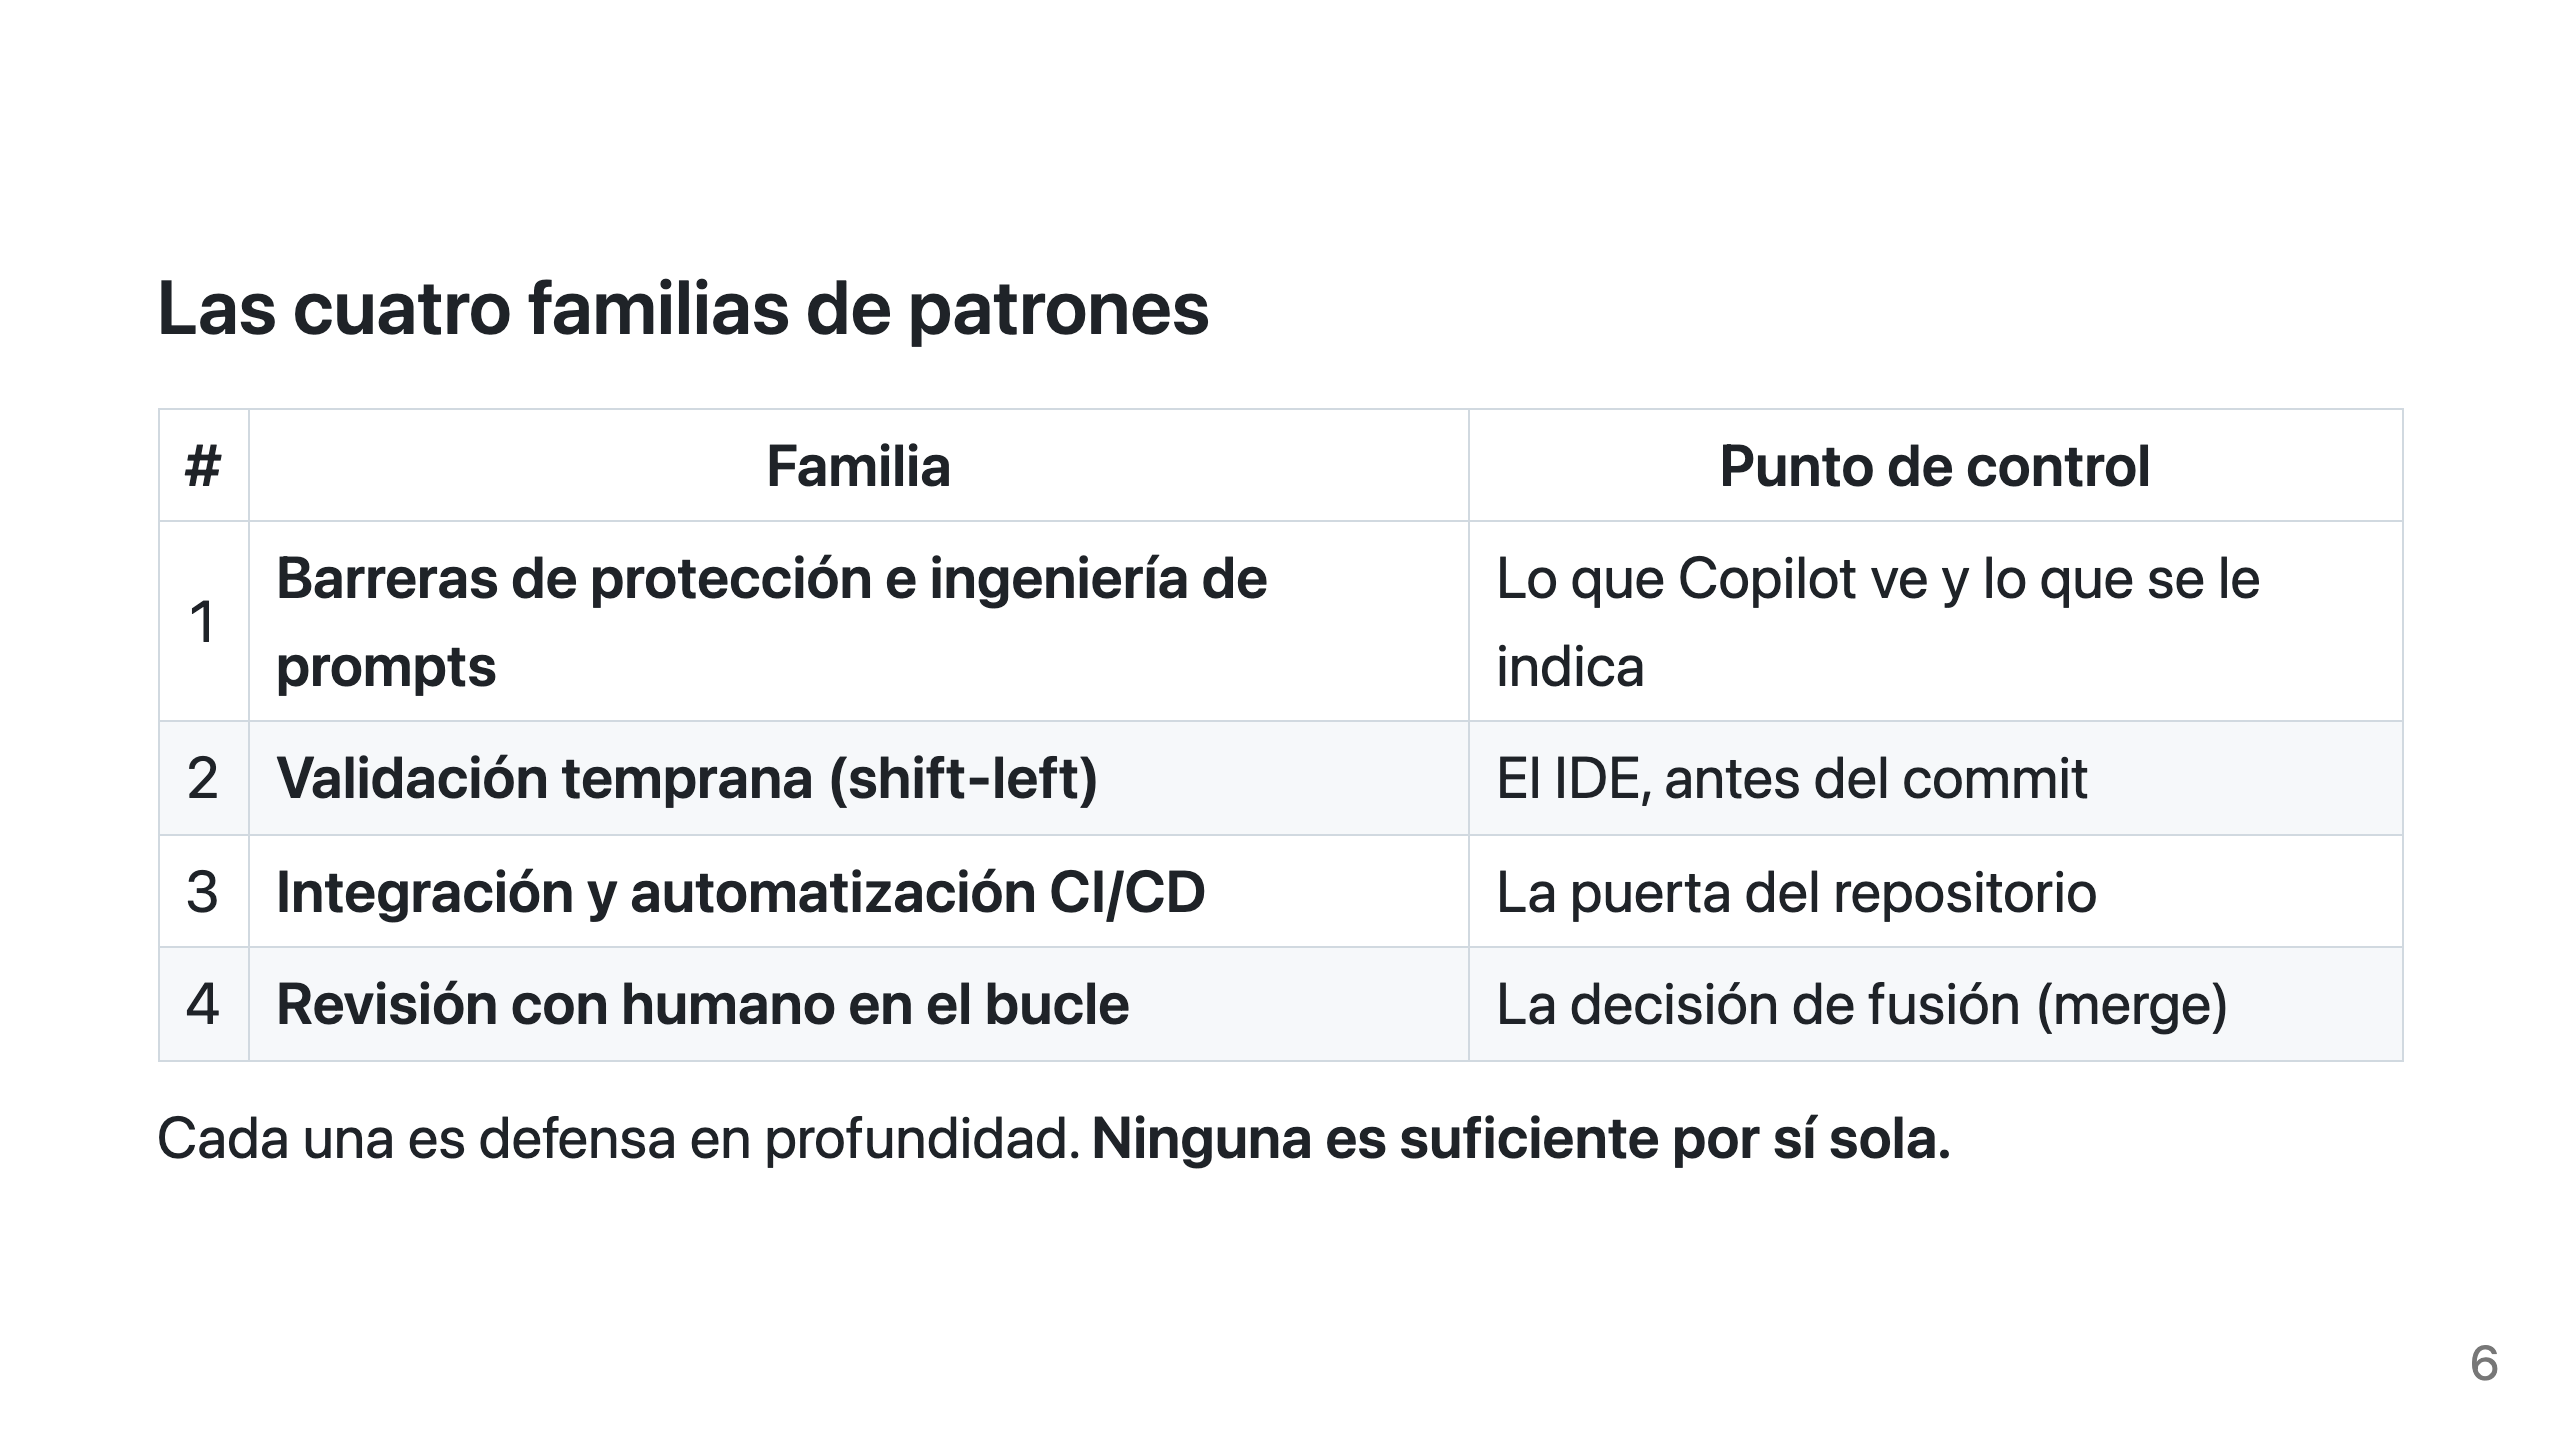 Las cuatro familias de patrones
# Familia Punto de control
1 Barreras de protección e ingeniería de prompts Lo que Copilot ve y lo que se le indica
2 Validación temprana (shift-left) El IDE, antes del commit
3 Integración y automatización CI/CD La puerta del repositorio
4 Revisión con humano en el bucle La decisión de fusión (merge)
Cada una es defensa en profundidad. Ninguna es suficiente por sí sola.
6